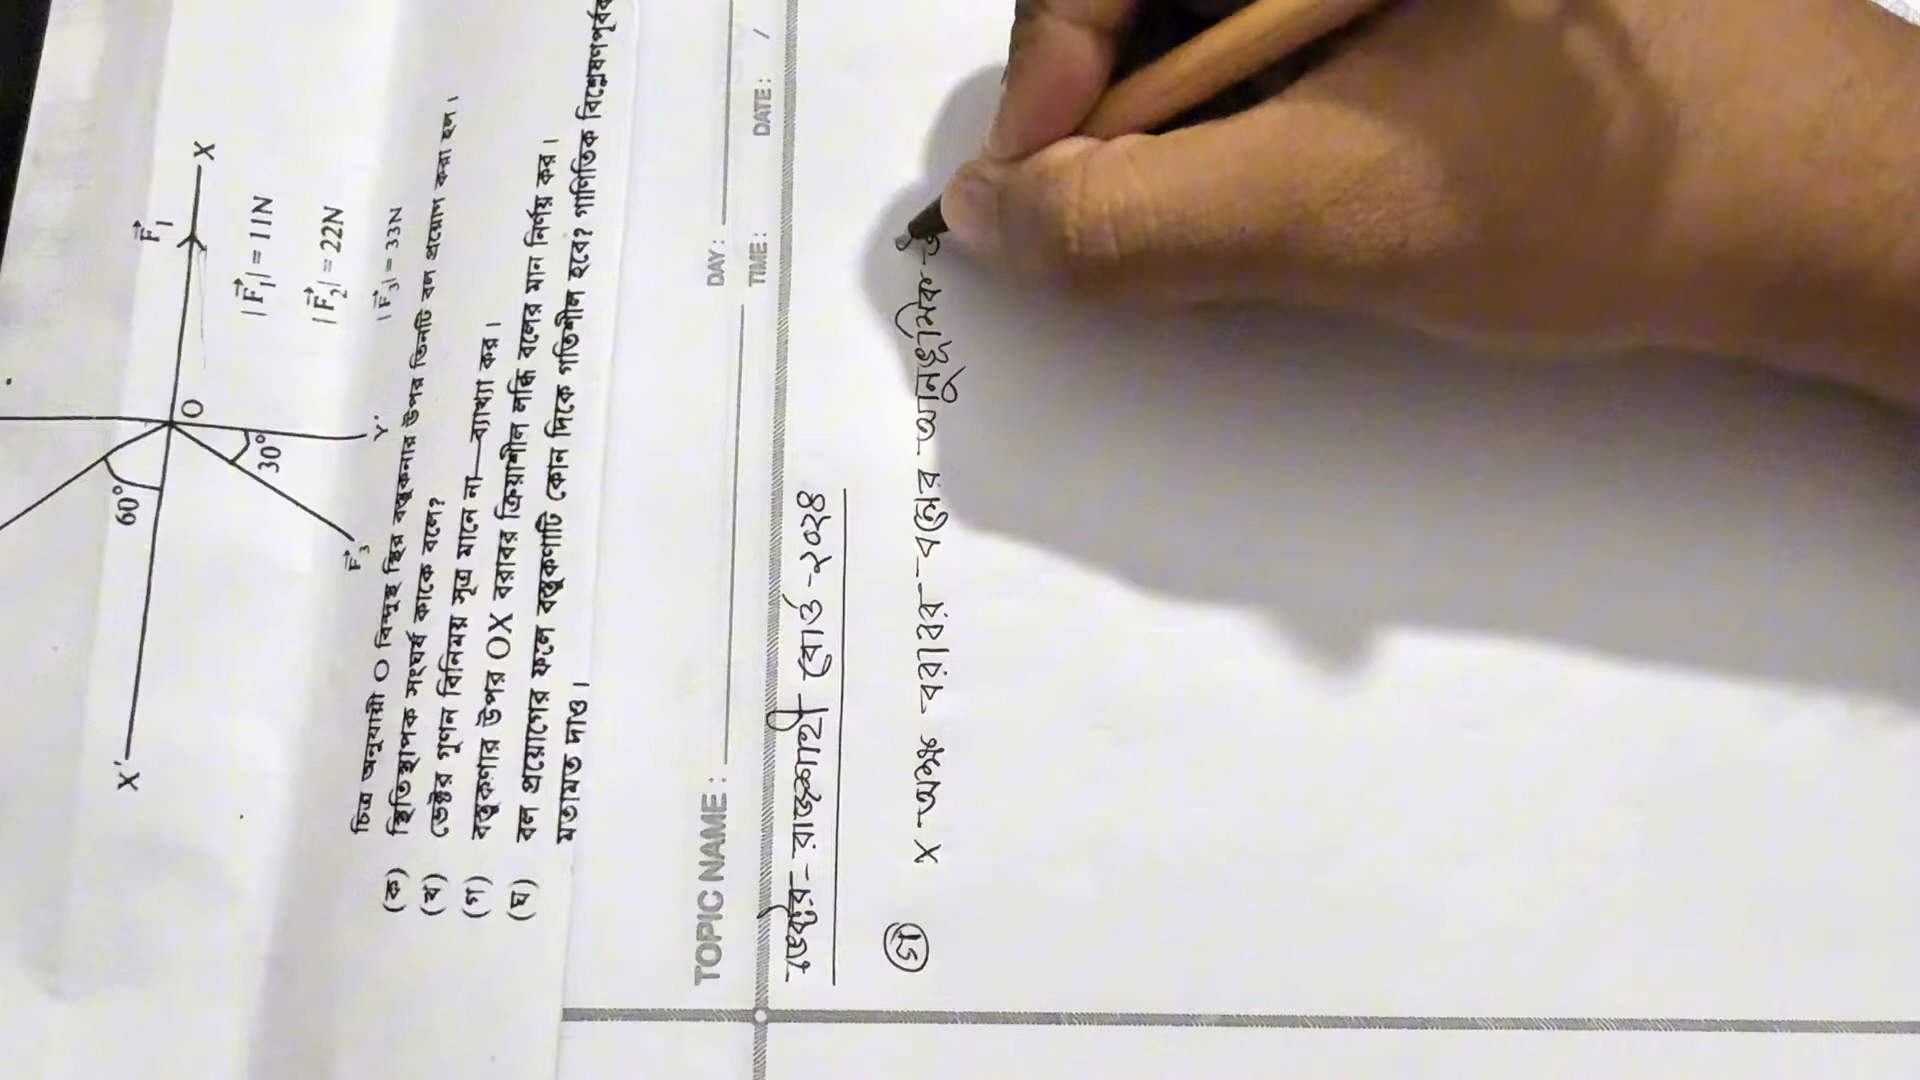 X
F₁
|F₁| = 11N
|F₂| = 22N
|F₃| = 33N
O
Y'
60°
30°
F₃
X'
চিত্র অনুযায়ী O বিন্দুস্থ স্থির বস্তুকনার উপর তিনটি বল প্রয়োগ করা হল।
(ক) স্থিতিস্থাপক সংঘর্ষ কাকে বলে?
(খ) ভেক্টর গুণন বিনিময় সূত্র মানে না—ব্যাখ্যা কর।
(গ) বস্তুকণার উপর OX বরাবর ক্রিয়াশীল লব্ধি বলের মান নির্ণয় কর।
(ঘ) বল প্রয়োগের ফলে বস্তুকণাটি কোন দিকে গতিশীল হবে? গাণিতিক বিশ্লেষণপূর্বক
মতামত দাও।
TOPIC NAME :
DAY :
TIME :
DATE : /
ভেক্টর - রাজশাহী বোর্ড - ২০২৪
গ
X অক্ষ বরাবর বলের অনুভূমিক